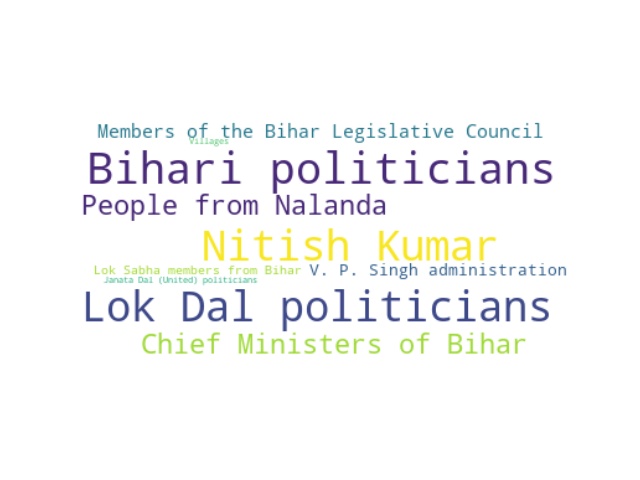 Members of the Bihar Legislative Council
Villages
Bihari politicians
People from Nalanda
Nitish Kumar
Lok Sabha members from Bihar V. P. Singh administration
Janata Dal (United) politicians
Lok Dal politicians
Chief Ministers of Bihar